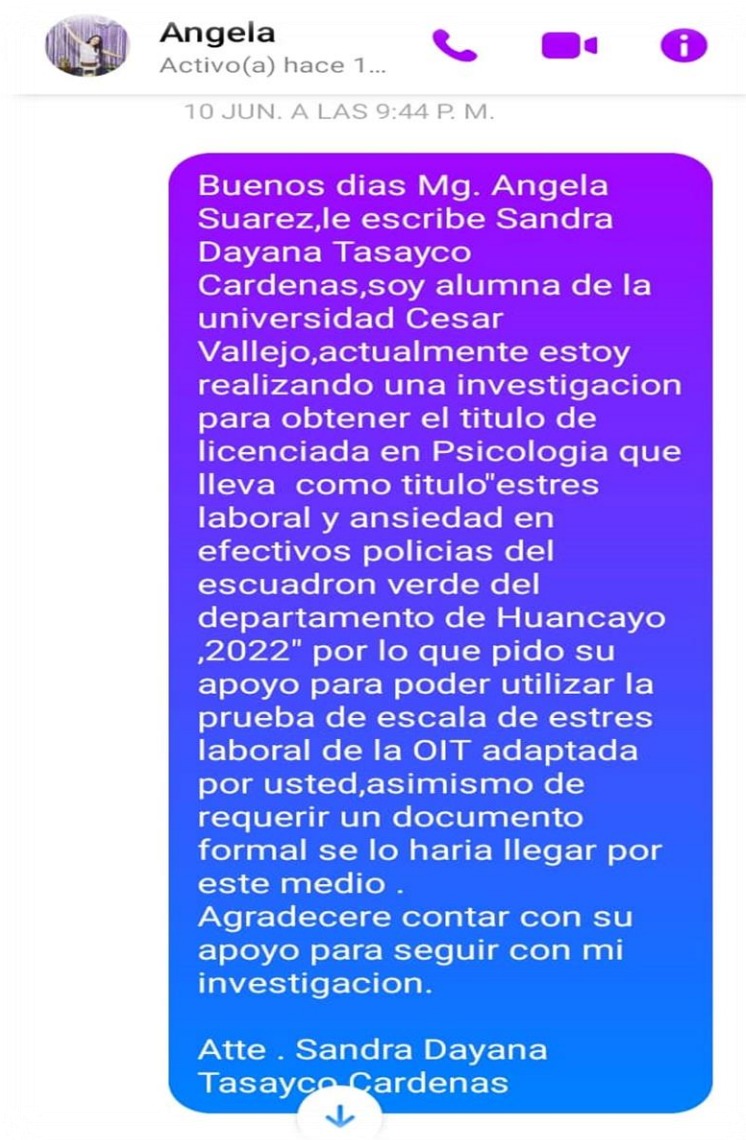 Angela
Activo(a) hace 1...
10 JUN. A LAS 9:44 P. M.
Buenos dias Mg. Angela
Suarez,le escribe Sandra
Dayana Tasayco
Cardenas,soy alumna de la
universidad Cesar
Vallejo,actualmente estoy
realizando una investigacion
para obtener el titulo de
licenciada en Psicologia que
lleva  como titulo"estres
laboral y ansiedad en
efectivos policias del
escuadron verde del
departamento de Huancayo
,2022" por lo que pido su
apoyo para poder utilizar la
prueba de escala de estres
laboral de la OIT adaptada
por usted,asimismo de
requerir un documento
formal se lo haria llegar por
este medio .
Agradecere contar con su
apoyo para seguir con mi
investigacion.
Atte . Sandra Dayana
Tasayco Cardenas